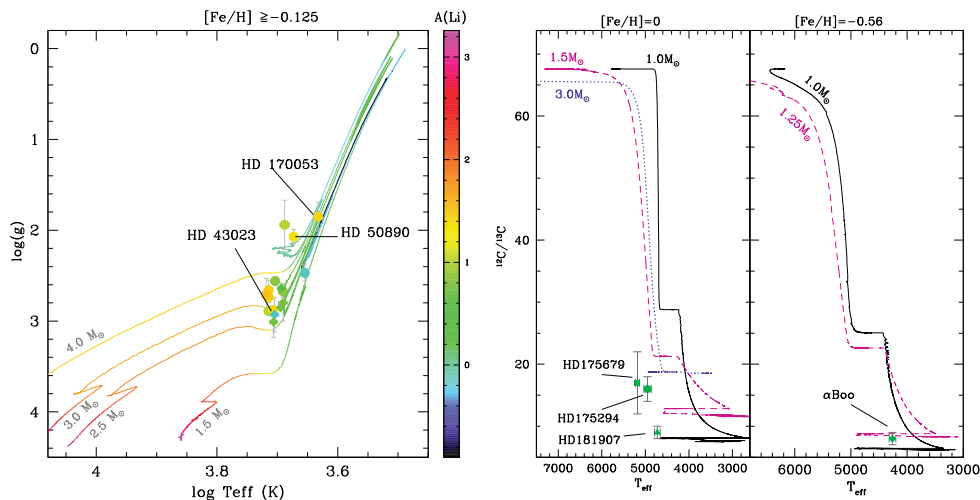 [Fe/H] ≧−0.125
A(Li)
[Fe/H]=0
[Fe/H]=−0.56
0
1
2
3
4
log(g)
HD 170053
HD 50890
HD 43023
4.0 M⊙
3.0 M⊙
2.5 M⊙
1.5 M⊙
4
3.8
3.6
log Teff (K)
3
2
1
0
¹²C/¹³C
60
40
20
1.5M⊙
1.0M⊙
3.0M⊙
HD175679
HD175294
HD181907
7000
6000
5000
4000
3000
T_eff
1.0M⊙
1.25M⊙
αBoo
6000
5000
4000
3000
T_eff